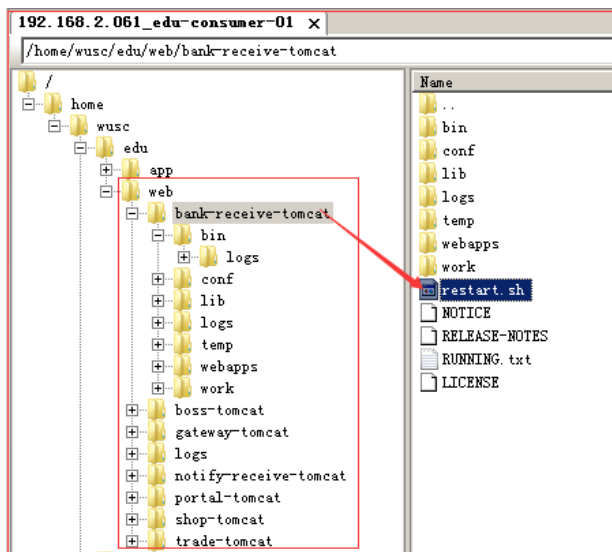 192.168.2.061_edu-consumer-01 ×
/home/wusc/edu/web/bank-receive-tomcat
/
home
wusc
edu
app
web
bank-receive-tomcat
bin
logs
conf
lib
logs
temp
webapps
work
boss-tomcat
gateway-tomcat
logs
notify-receive-tomcat
portal-tomcat
shop-tomcat
trade-tomcat
Name
..
bin
conf
lib
logs
temp
webapps
work
restart.sh
NOTICE
RELEASE-NOTES
RUNNING.txt
LICENSE